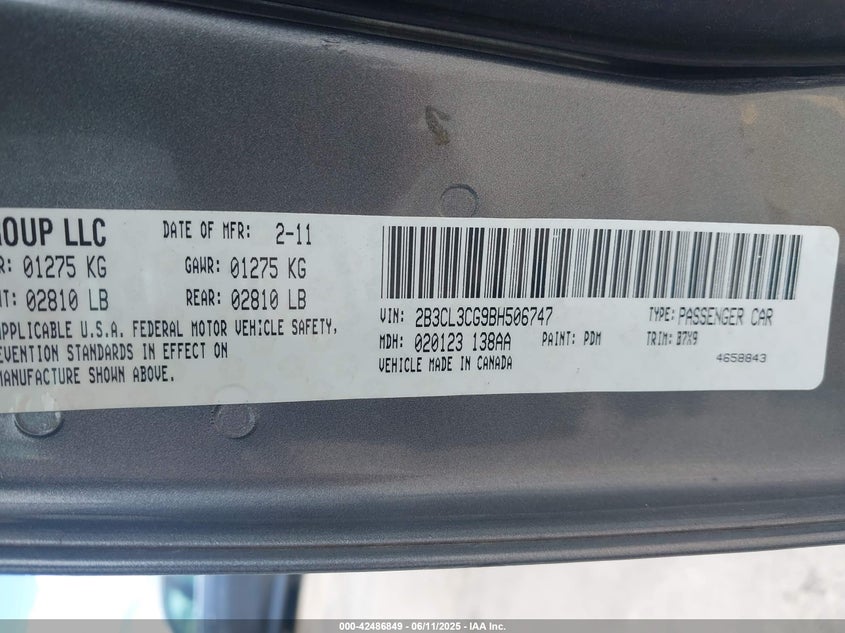 ROUP LLC DATE OF MFR: 2-11
R: 01275 KG GAWR: 01275 KG
NT: 02810 LB REAR: 02810 LB
APPLICABLE U.S.A. FEDERAL MOTOR VEHICLE SAFETY,
EVENTION STANDARDS IN EFFECT ON
MANUFACTURE SHOWN ABOVE.
VIN: 2B3CL3CG9BH506747 TYPE: PASSENGER CAR
MDH: 020123 138AA PAINT: PDM TRIM: B7X9
VEHICLE MADE IN CANADA 4658843
000-42486849 - 06/11/2025 - IAA Inc.